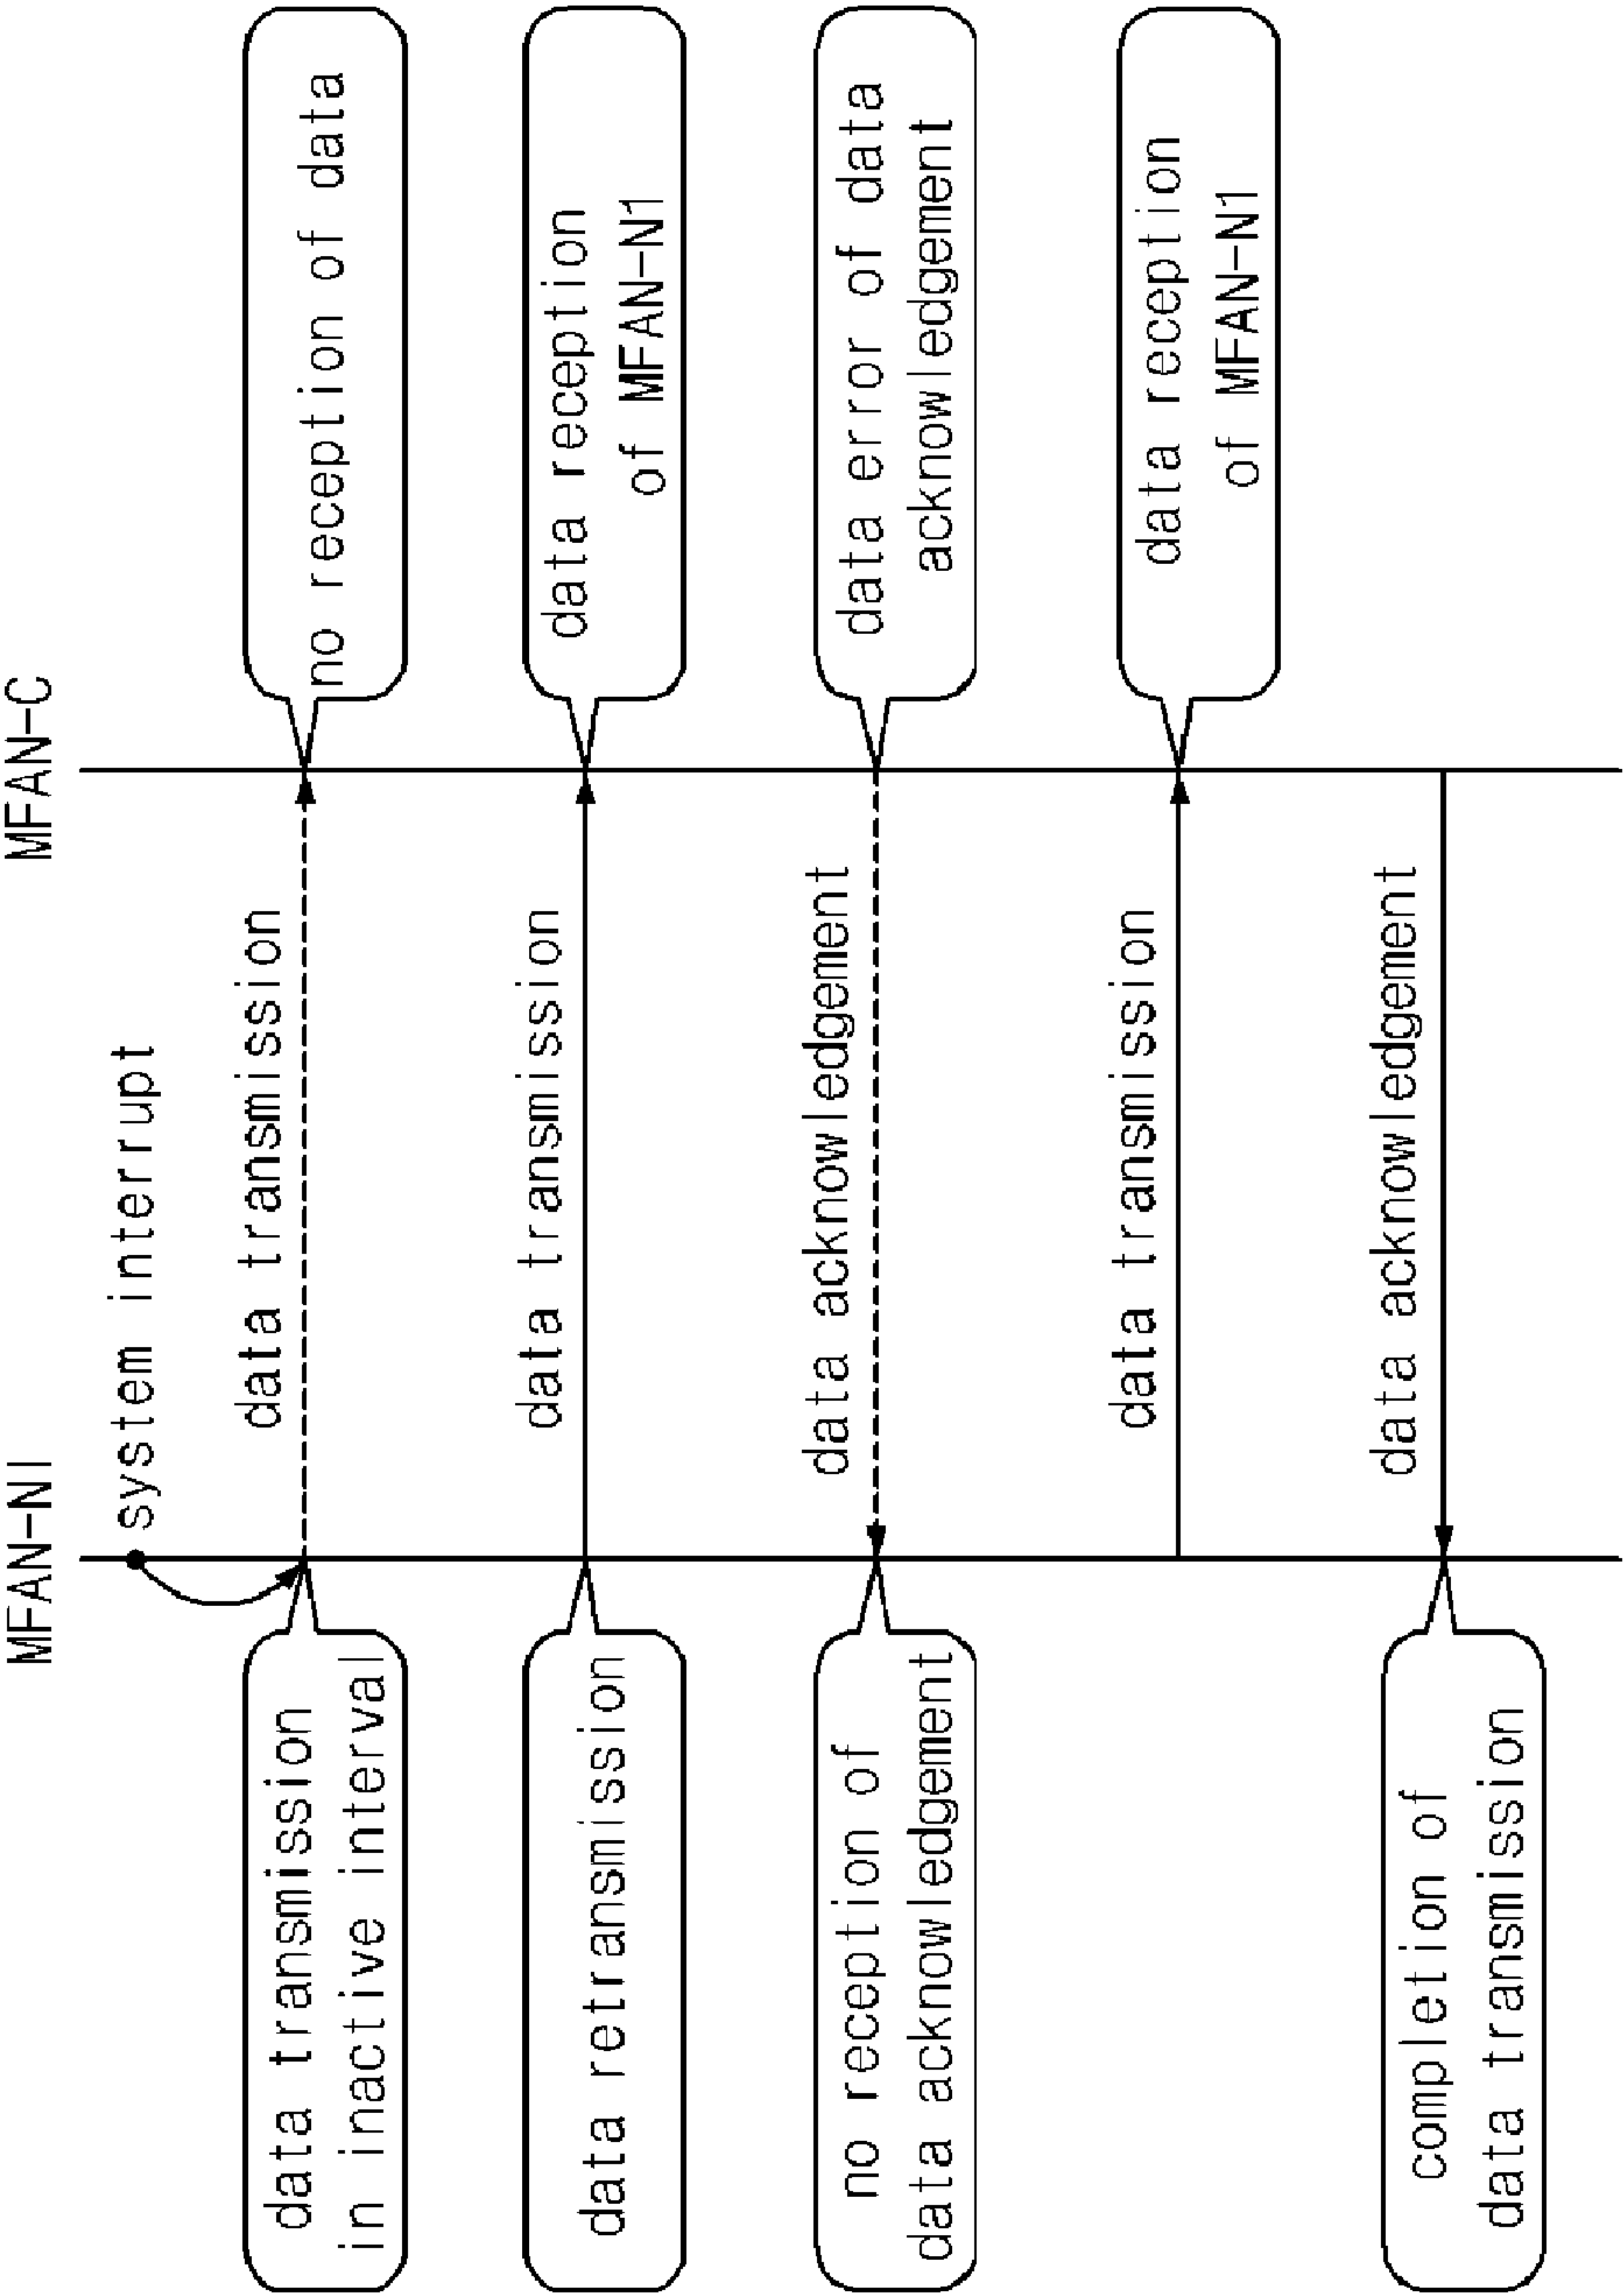 MFAN-NI
MFAN-C
system interrupt
data transmission
in inactive interval
data transmission
no reception of data
data retransmission
data transmission
data reception
of MFAN-N1
no reception of
data acknowledgement
data acknowledgement
data error of data
acknowledgement
data transmission
data reception
of MFAN-N1
completion of
data transmission
data acknowledgement